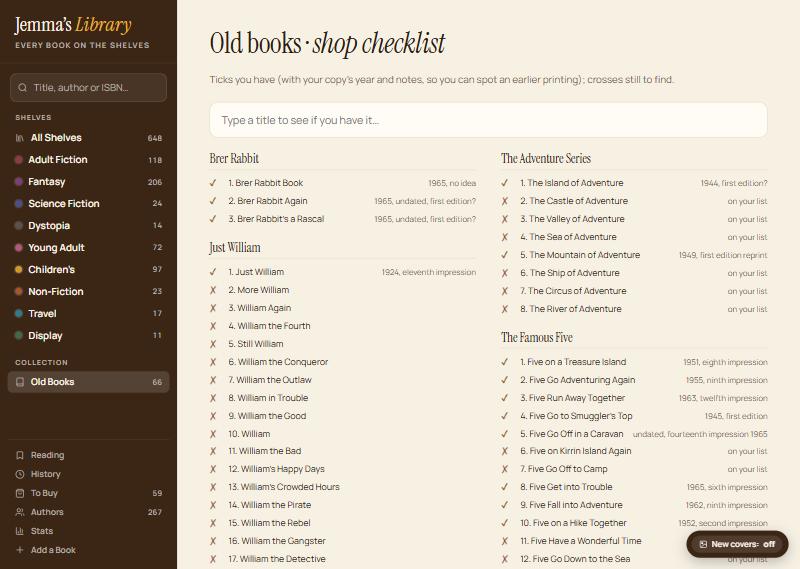 Jemma's Library
EVERY BOOK ON THE SHELVES
Title, author or ISBN...
SHELVES
All Shelves 648
Adult Fiction 118
Fantasy 206
Science Fiction 24
Dystopia 14
Young Adult 72
Children's 97
Non-Fiction 23
Travel 17
Display 11
COLLECTION
Old Books 66
Reading
History
To Buy 59
Authors 267
Stats
Add a Book
Old books · shop checklist
Ticks you have (with your copy's year and notes, so you can spot an earlier printing); crosses still to find.
Type a title to see if you have it...
Brer Rabbit
✓ 1. Brer Rabbit Book 1965, no idea
✓ 2. Brer Rabbit Again 1965, undated, first edition?
✓ 3. Brer Rabbit's a Rascal 1965, undated, first edition?
Just William
✓ 1. Just William 1924, eleventh impression
✗ 2. More William
✗ 3. William Again
✗ 4. William the Fourth
✗ 5. Still William
✗ 6. William the Conqueror
✗ 7. William the Outlaw
✗ 8. William in Trouble
✗ 9. William the Good
✗ 10. William
✗ 11. William the Bad
✗ 12. William's Happy Days
✗ 13. William's Crowded Hours
✗ 14. William the Pirate
✗ 15. William the Rebel
✗ 16. William the Gangster
✗ 17. William the Detective
The Adventure Series
✓ 1. The Island of Adventure 1944, first edition?
✗ 2. The Castle of Adventure on your list
✗ 3. The Valley of Adventure on your list
✗ 4. The Sea of Adventure on your list
✓ 5. The Mountain of Adventure 1949, first edition reprint
✗ 6. The Ship of Adventure on your list
✗ 7. The Circus of Adventure on your list
✗ 8. The River of Adventure on your list
The Famous Five
✓ 1. Five on a Treasure Island 1951, eighth impression
✓ 2. Five Go Adventuring Again 1955, ninth impression
✓ 3. Five Run Away Together 1963, twelfth impression
✓ 4. Five Go to Smuggler's Top 1945, first edition
✓ 5. Five Go Off in a Caravan undated, fourteenth impression 1965
✗ 6. Five on Kirrin Island Again on your list
✗ 7. Five Go Off to Camp on your list
✓ 8. Five Get into Trouble 1965, sixth impression
✓ 9. Five Fall into Adventure 1962, ninth impression
✓ 10. Five on a Hike Together 1952, second impression
✗ 11. Five Have a Wonderful Time
✗ 12. Five Go Down to the Sea on your list
New covers: off